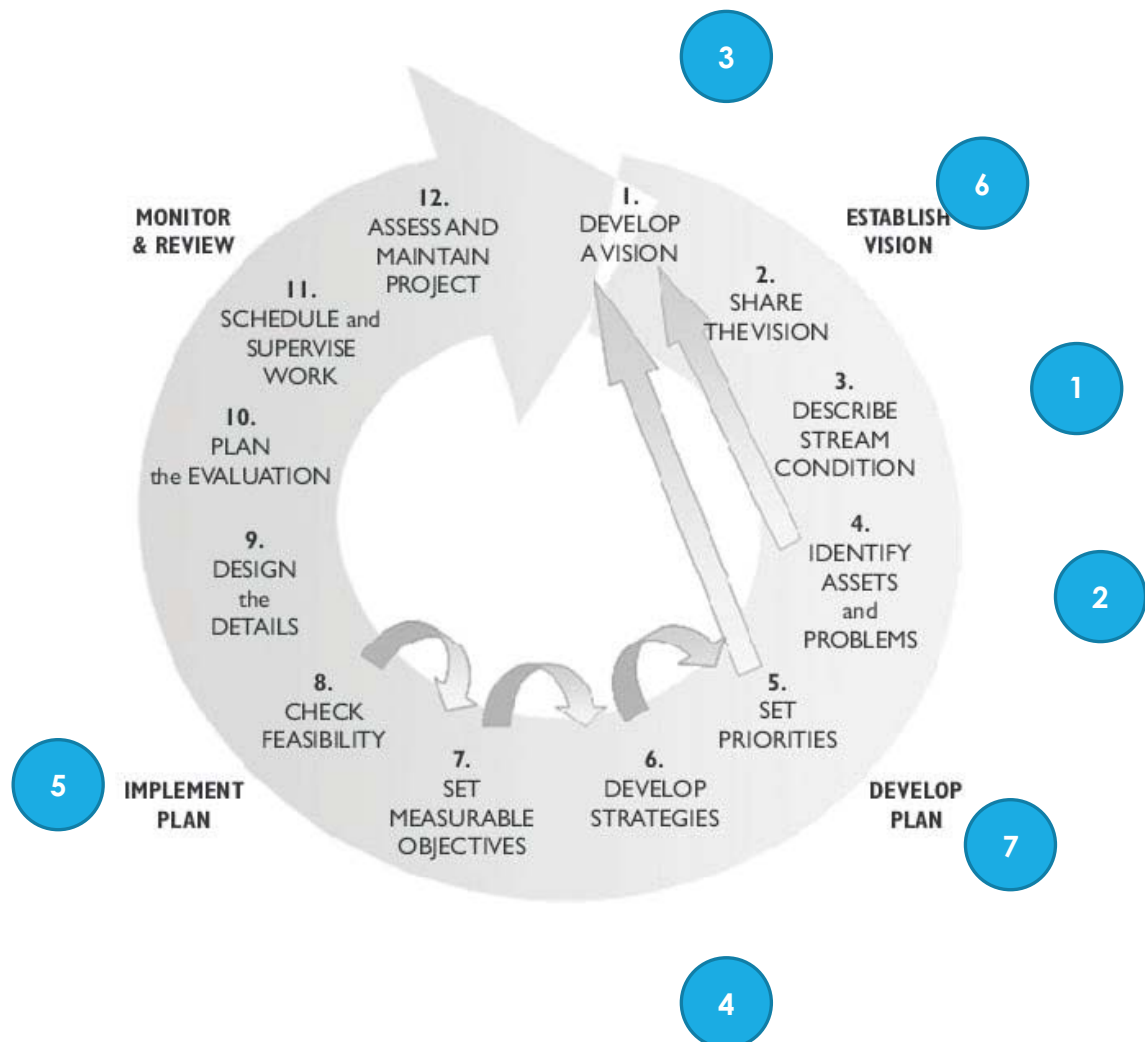 3
6
MONITOR
& REVIEW
12.
ASSESS AND
MAINTAIN
PROJECT
1.
DEVELOP
A VISION
ESTABLISH
VISION
2.
SHARE
THE VISION
11.
SCHEDULE and
SUPERVISE
WORK
3.
DESCRIBE
STREAM
CONDITION
1
10.
PLAN
the EVALUATION
4.
IDENTIFY
ASSETS
and
PROBLEMS
2
9.
DESIGN
the
DETAILS
8.
CHECK
FEASIBILITY
5.
SET
PRIORITIES
7.
SET
MEASURABLE
OBJECTIVES
6.
DEVELOP
STRATEGIES
5
IMPLEMENT
PLAN
DEVELOP
PLAN
7
4